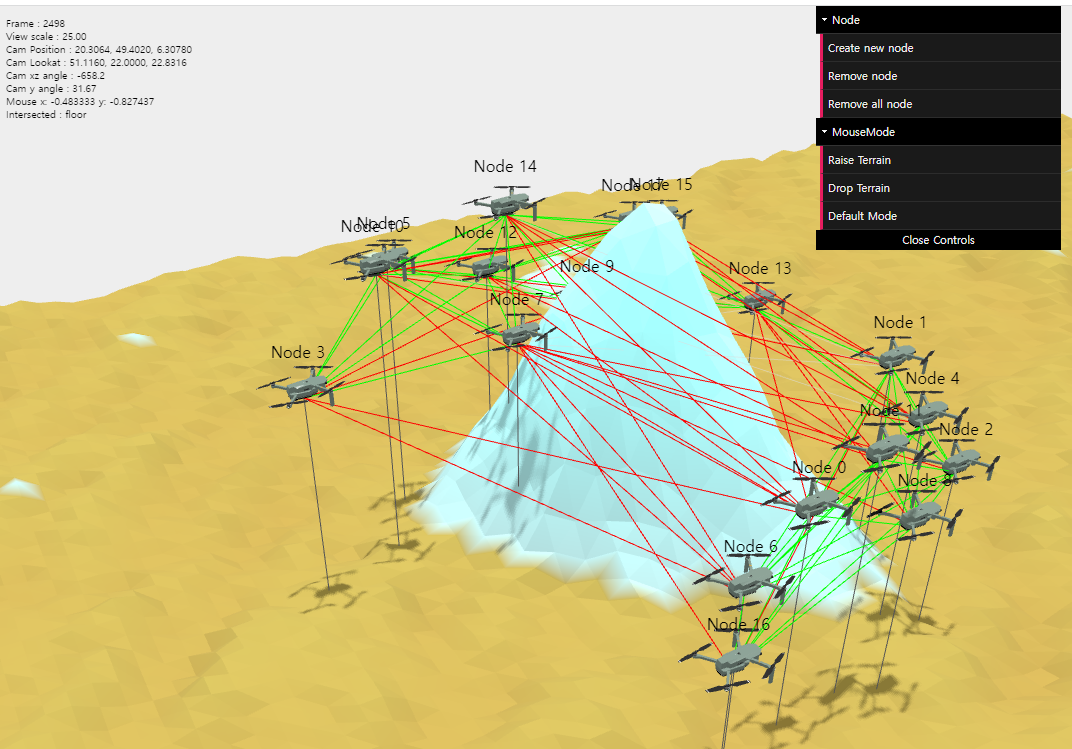 Frame : 2498
View scale : 25.00
Cam Position : 20.3064, 49.4020, 6.30780
Cam Lookat : 51.1160, 22.0000, 22.8316
Cam xz angle : -658.2
Cam y angle : 31.67
Mouse x: -0.483333 y: -0.827437
Intersected : floor
Node
Create new node
Remove node
Remove all node
MouseMode
Raise Terrain
Drop Terrain
Default Mode
Close Controls
Node 14
Node 17
Node 15
Node 10
Node 5
Node 12
Node 9
Node 13
Node 7
Node 1
Node 3
Node 4
Node 11
Node 2
Node 0
Node 8
Node 6
Node 16